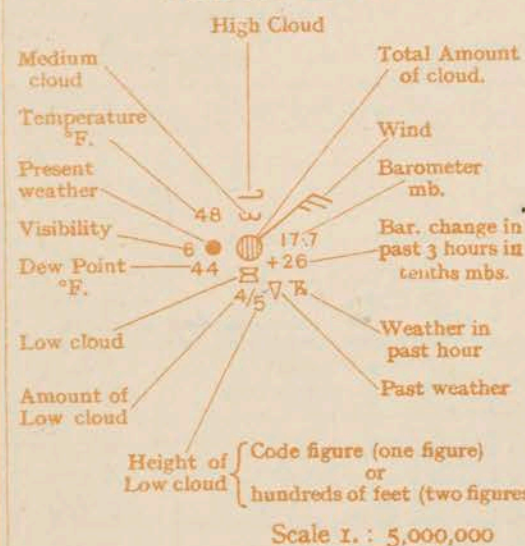 High Cloud
Medium
cloud
Total Amount
of cloud.
Temperature
°F.
Wind
Present
weather
Barometer
mb.
48
Visibility
6
17.7
Bar. change in
past 3 hours in
tenths mbs.
Dew Point
°F.
44
+26
4/5
Low cloud
Weather in
past hour
Amount of
Low cloud
Past weather
Height of
Low cloud
Code figure (one figure)
or
hundreds of feet (two figures
Scale 1. : 5,000,000